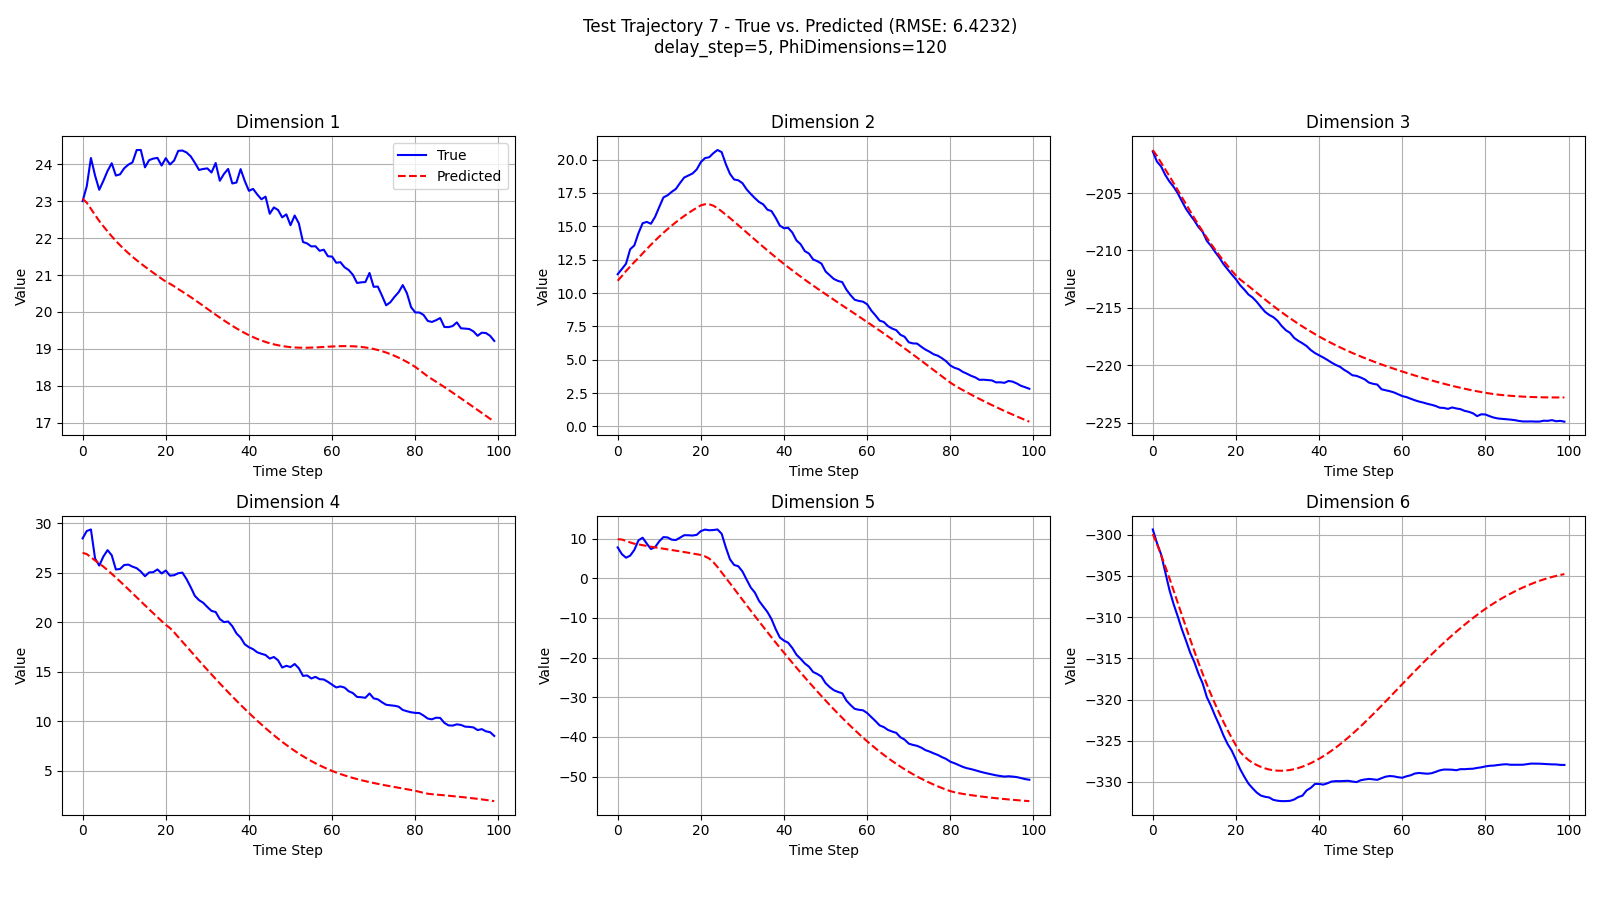 Test Trajectory 7 - True vs. Predicted (RMSE: 6.4232)
delay_step=5, PhiDimensions=120
Dimension 1
Value
24
23
22
21
20
19
18
17
True
Predicted
0 20 40 60 80 100
Time Step
Dimension 2
Value
20.0
17.5
15.0
12.5
10.0
7.5
5.0
2.5
0.0
0 20 40 60 80 100
Time Step
Dimension 3
Value
−205
−210
−215
−220
−225
0 20 40 60 80 100
Time Step
Dimension 4
Value
30
25
20
15
10
5
0 20 40 60 80 100
Time Step
Dimension 5
Value
10
0
−10
−20
−30
−40
−50
0 20 40 60 80 100
Time Step
Dimension 6
Value
−300
−305
−310
−315
−320
−325
−330
0 20 40 60 80 100
Time Step